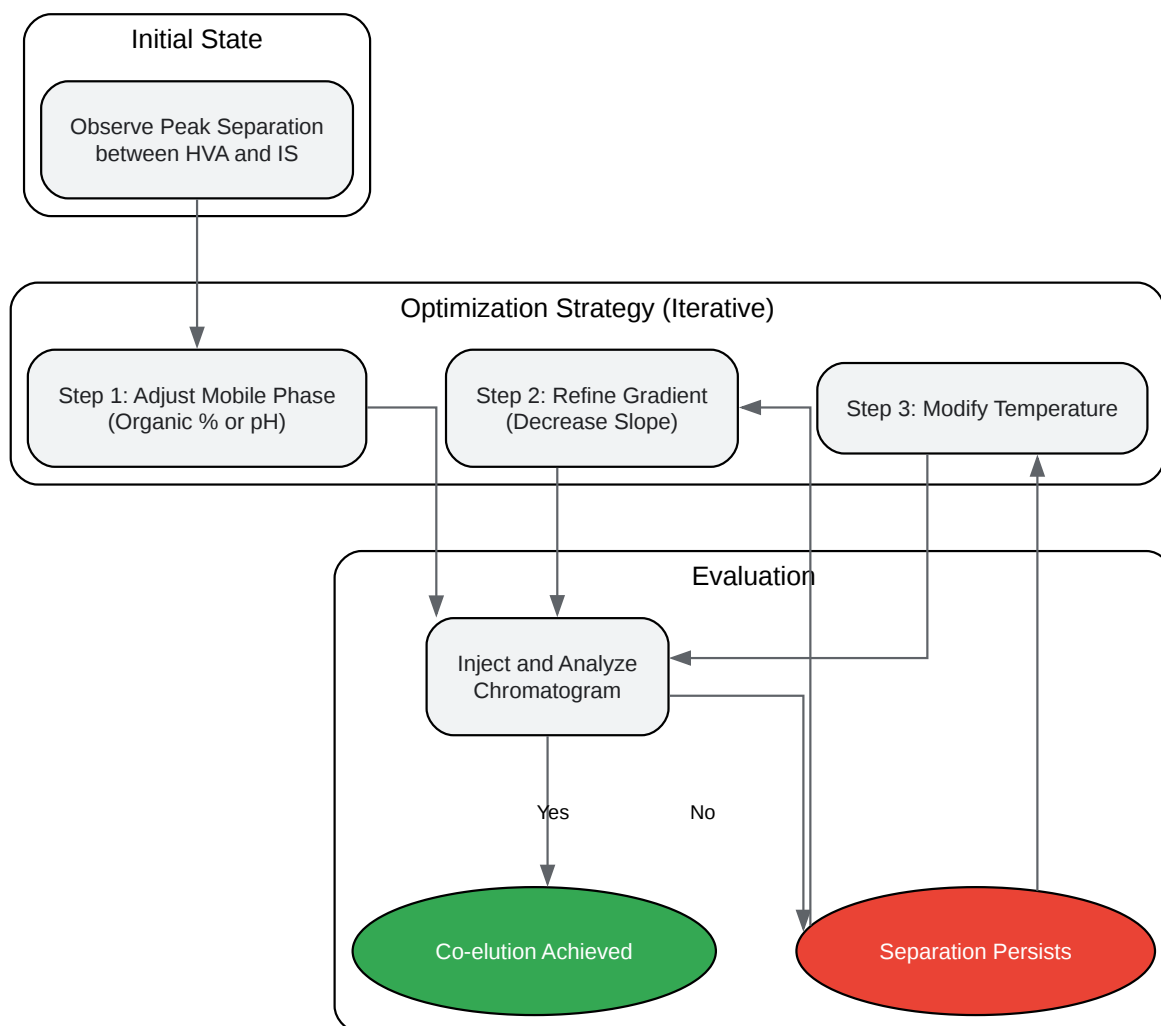 Initial State
Observe Peak Separation
between HVA and IS
Optimization Strategy (Iterative)
Step 1: Adjust Mobile Phase
(Organic % or pH)
Step 2: Refine Gradient
(Decrease Slope)
Step 3: Modify Temperature
Evaluation
Inject and Analyze
Chromatogram
Yes
No
Co-elution Achieved
Separation Persists